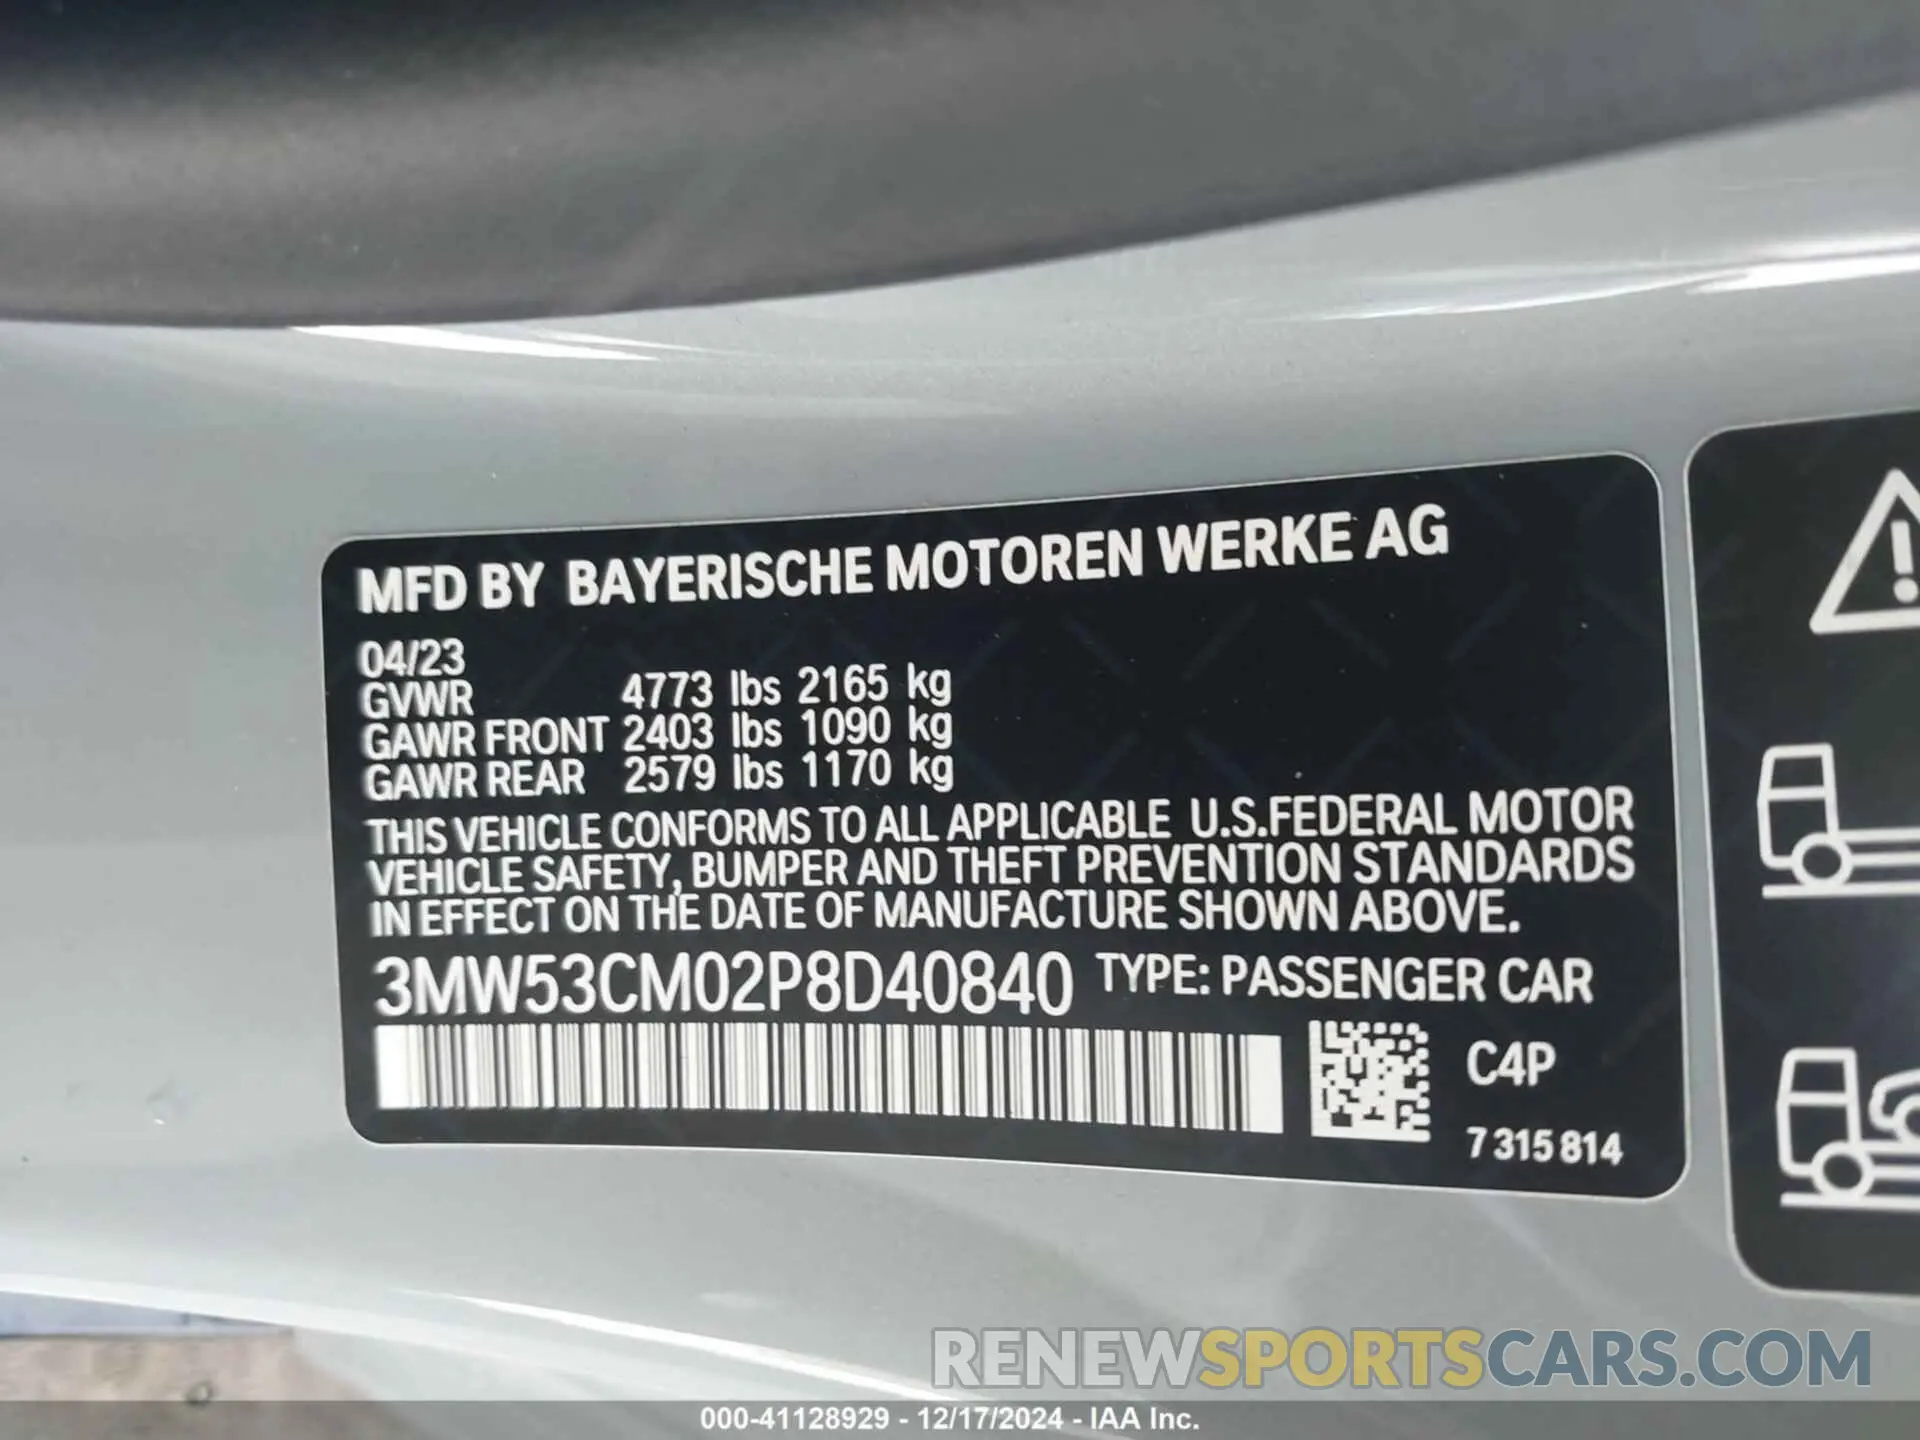 MFD BY BAYERISCHE MOTOREN WERKE AG
04/23
GVWR 4773 lbs 2165 kg
GAWR FRONT 2403 lbs 1090 kg
GAWR REAR 2579 lbs 1170 kg
THIS VEHICLE CONFORMS TO ALL APPLICABLE U.S.FEDERAL MOTOR
VEHICLE SAFETY, BUMPER AND THEFT PREVENTION STANDARDS
IN EFFECT ON THE DATE OF MANUFACTURE SHOWN ABOVE.
3MW53CM02P8D40840 TYPE: PASSENGER CAR
C4P
7 315 814
RENEWSPORTSCARS.COM
000-41128929 - 12/17/2024 - IAA Inc.